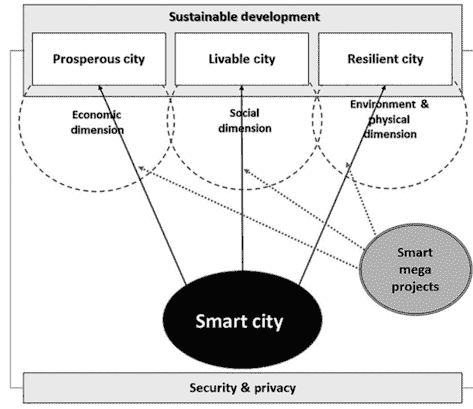 Sustainable development
Prosperous city
Livable city
Resilient city
Economic
dimension
Social
dimension
Environment &
physical
dimension
Smart
mega
projects
Smart city
Security & privacy